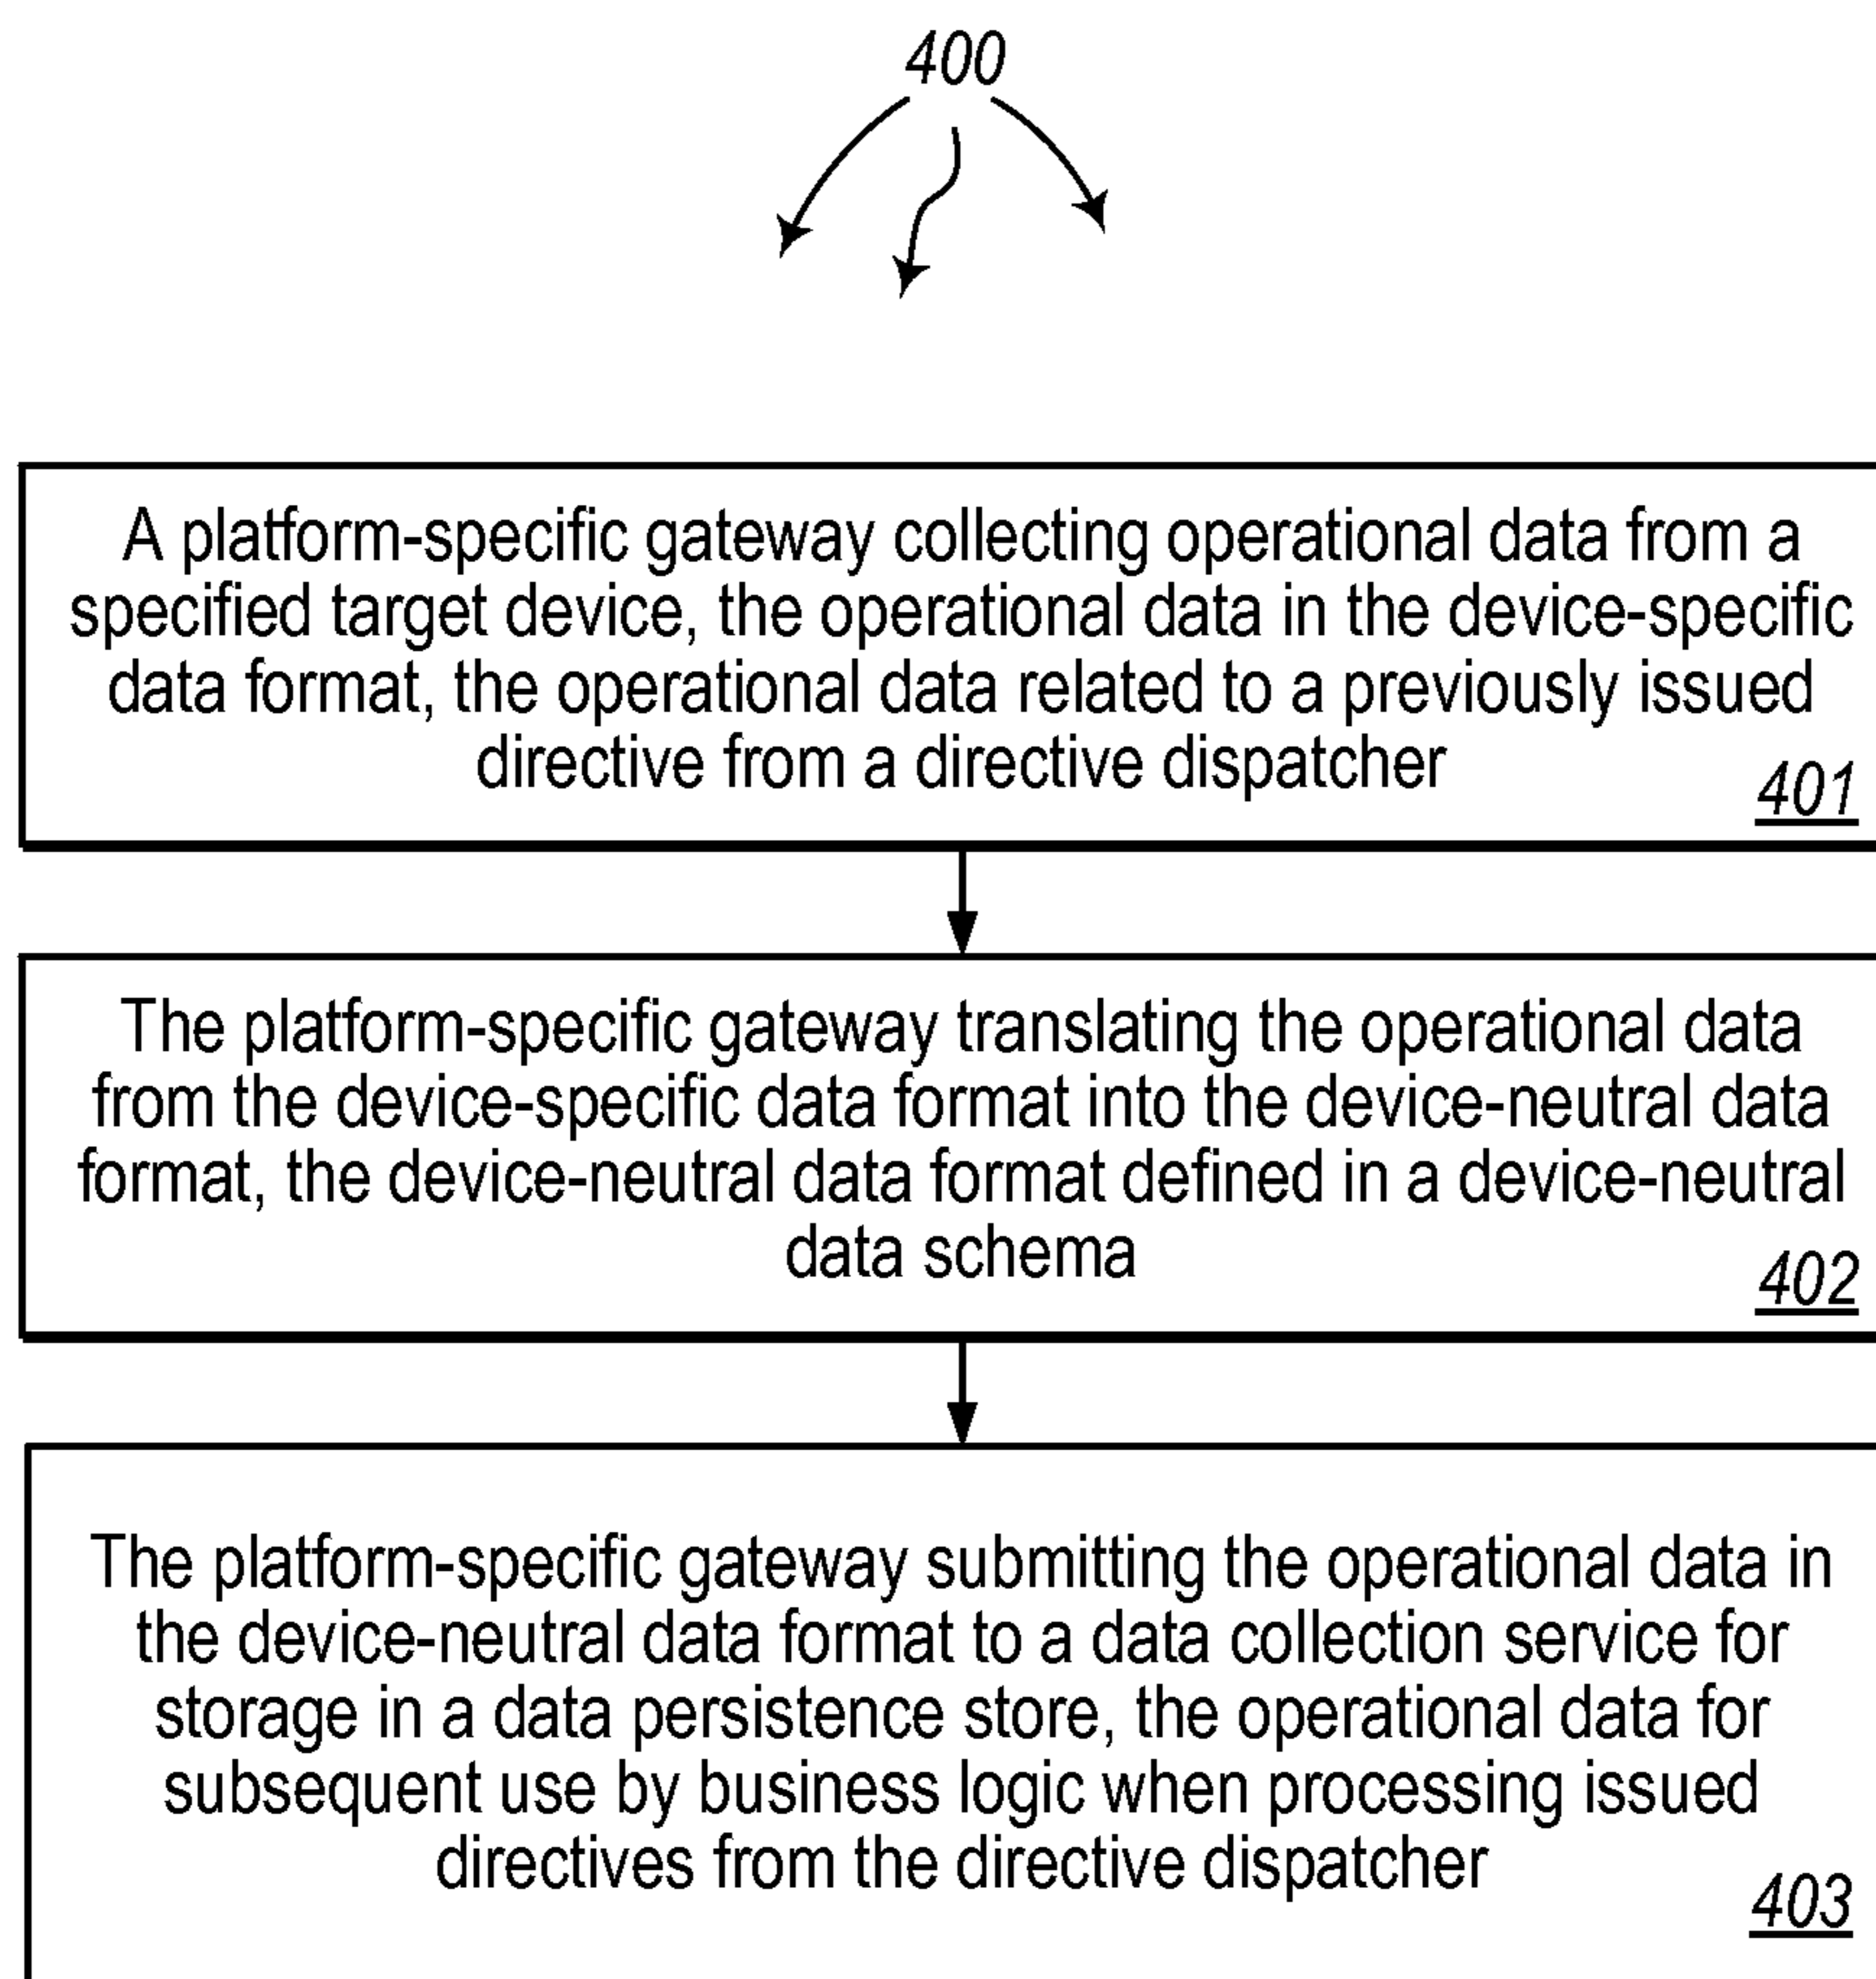 400
A platform-specific gateway collecting operational data from a
specified target device, the operational data in the device-specific
data format, the operational data related to a previously issued
directive from a directive dispatcher
401
The platform-specific gateway translating the operational data
from the device-specific data format into the device-neutral data
format, the device-neutral data format defined in a device-neutral
data schema
402
The platform-specific gateway submitting the operational data in
the device-neutral data format to a data collection service for
storage in a data persistence store, the operational data for
subsequent use by business logic when processing issued
directives from the directive dispatcher
403